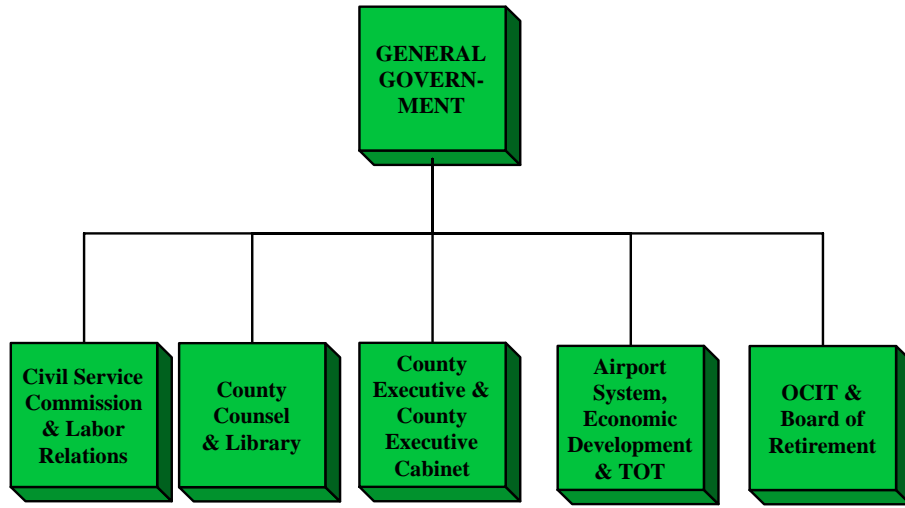 GENERAL
GOVERN-
MENT
Civil Service
Commission
& Labor
Relations
County
Counsel
& Library
County
Executive &
County
Executive
Cabinet
Airport
System,
Economic
Development
& TOT
OCIT &
Board of
Retirement